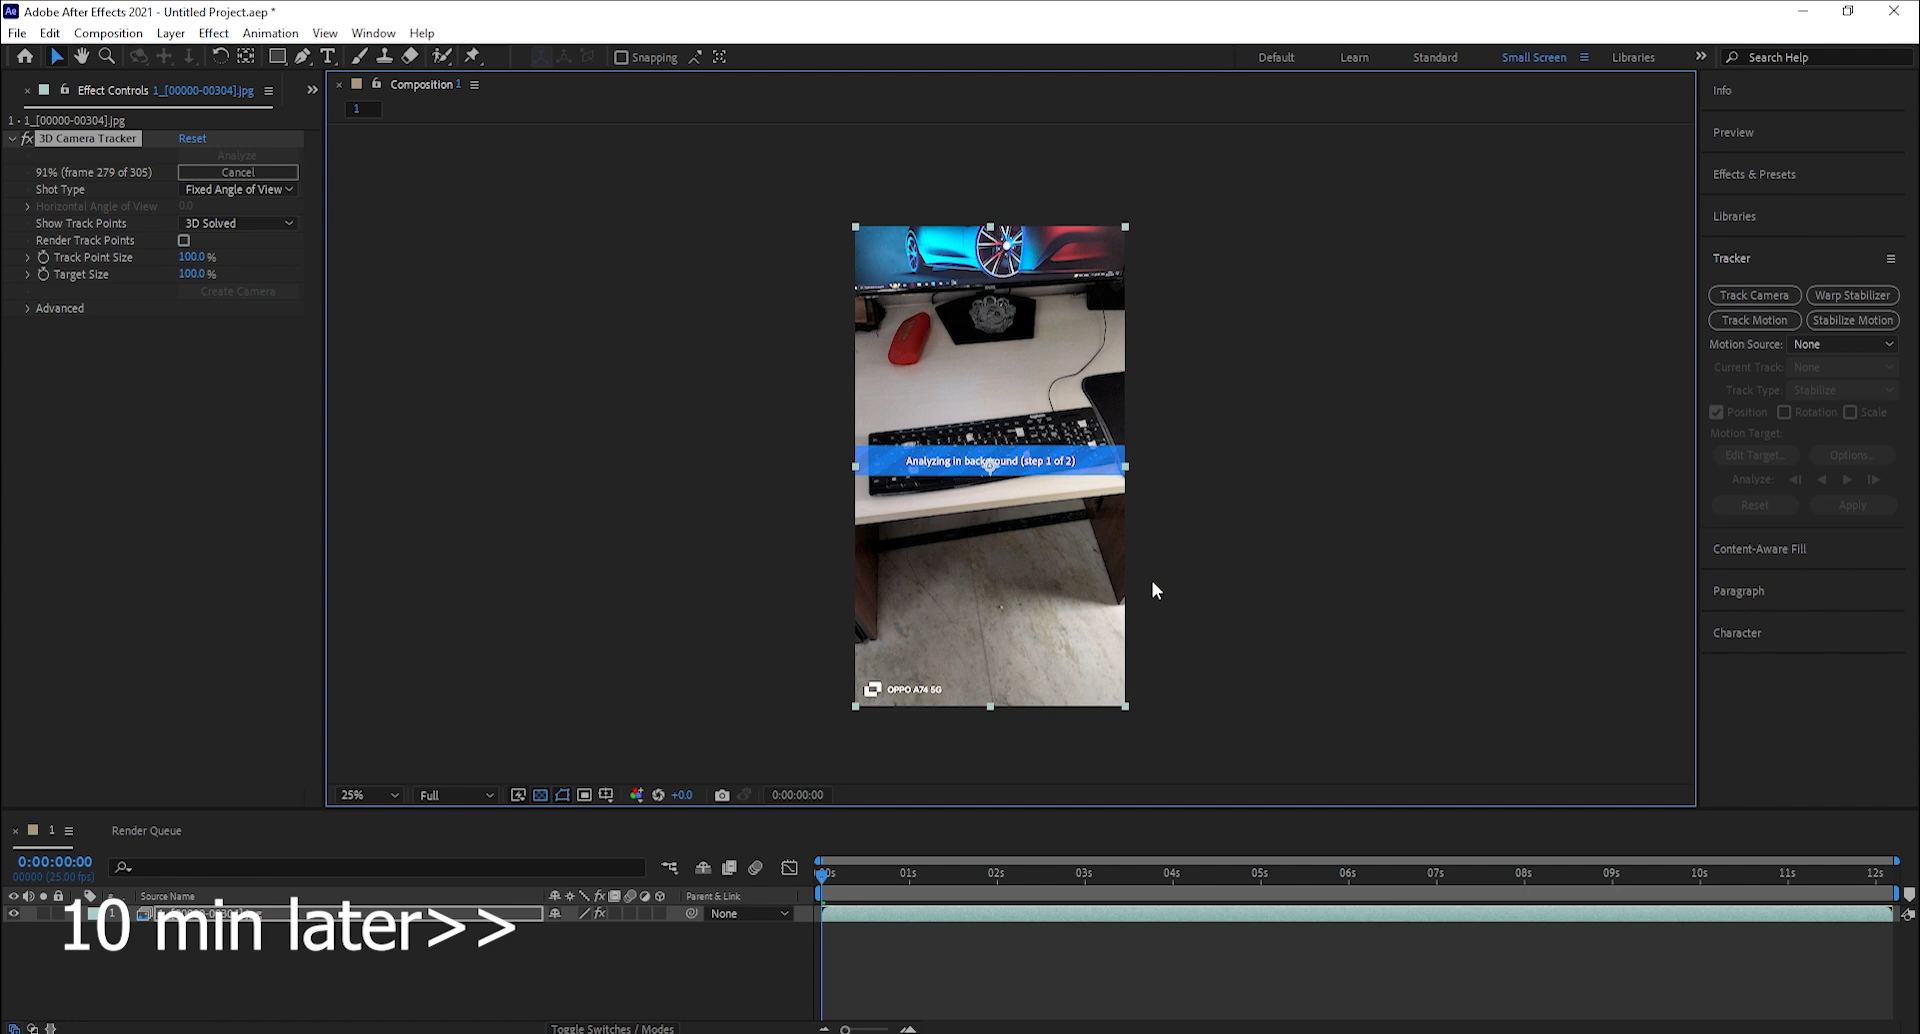 Adobe After Effects 2021 - Untitled Project.aep *
File Edit Composition Layer Effect Animation View Window Help
Snapping
Default Learn Standard Small Screen Libraries Search Help
Effect Controls 1_[00000-00304].jpg
Composition 1
1
1 • 1_[00000-00304].jpg
3D Camera Tracker Reset
Analyze
91% (frame 279 of 305) Cancel
Shot Type Fixed Angle of View
Horizontal Angle of View 0.0
Show Track Points 3D Solved
Render Track Points
Track Point Size 100.0 %
Target Size 100.0 %
Create Camera
Advanced
Analyzing in background (step 1 of 2)
OPPO A74 5G
Info
Preview
Effects & Presets
Libraries
Tracker
Track Camera Warp Stabilizer
Track Motion Stabilize Motion
Motion Source: None
Current Track: None
Track Type: Stabilize
Position Rotation Scale
Motion Target:
Edit Target... Options...
Analyze:
Reset Apply
Content-Aware Fill
Paragraph
Character
25% Full +0.0 0:00:00:00
1 Render Queue
0:00:00:00
00000 (25.00 fps)
01s 02s 03s 04s 05s 06s 07s 08s 09s 10s 11s 12s
Source Name Parent & Link
1 None
10 min later>>
Toggle Switches / Modes